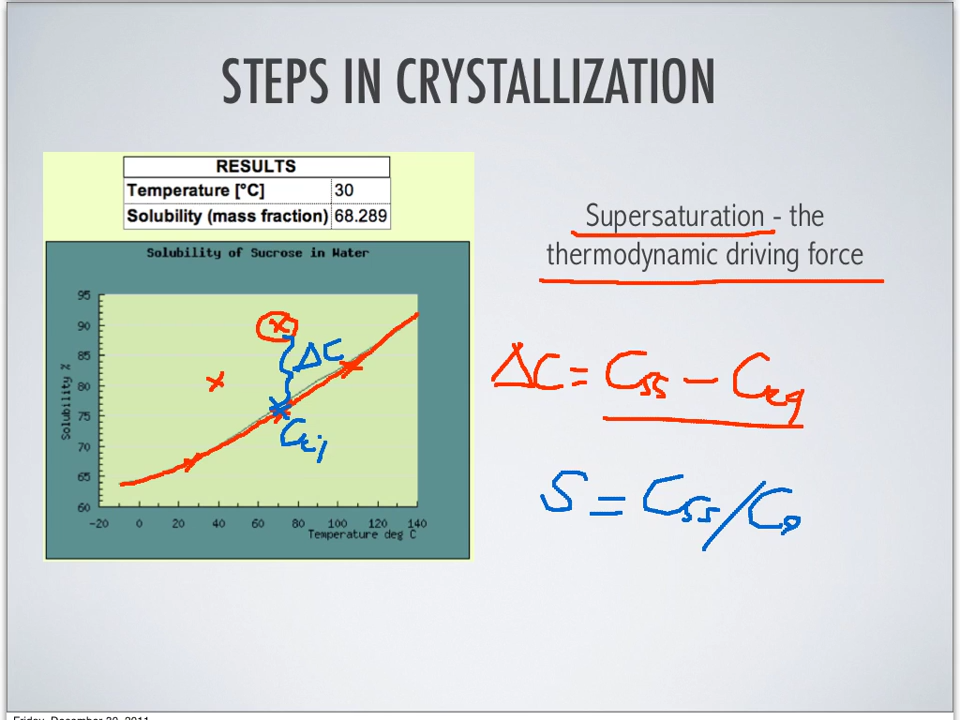 STEPS IN CRYSTALLIZATION
RESULTS
Temperature [°C] 30
Solubility (mass fraction) 68.289
Solubility of Sucrose in Water
95
90
85
80
75
70
65
60
Solubility %
-20 0 20 40 60 80 100 120 140
Temperature deg C
ΔC
Supersaturation - the
thermodynamic driving force
ΔC = Css - Ceq
S = Css/C